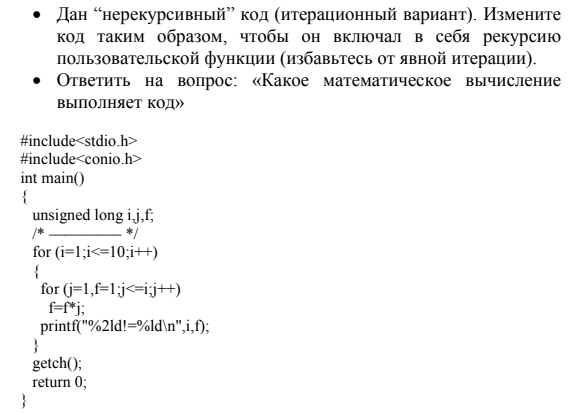 • Дан “нерекурсивный” код (итерационный вариант). Измените
код таким образом, чтобы он включал в себя рекурсию
пользовательской функции (избавьтесь от явной итерации).
• Ответить на вопрос: «Какое математическое вычисление
выполняет код»
#include<stdio.h>
#include<conio.h>
int main()
{
unsigned long i,j,f;
/* ————— */
for (i=1;i<=10;i++)
{
for (j=1,f=1;j<=i;j++)
f=f*j;
printf("%2ld!=%ld\n",i,f);
}
getch();
return 0;
}